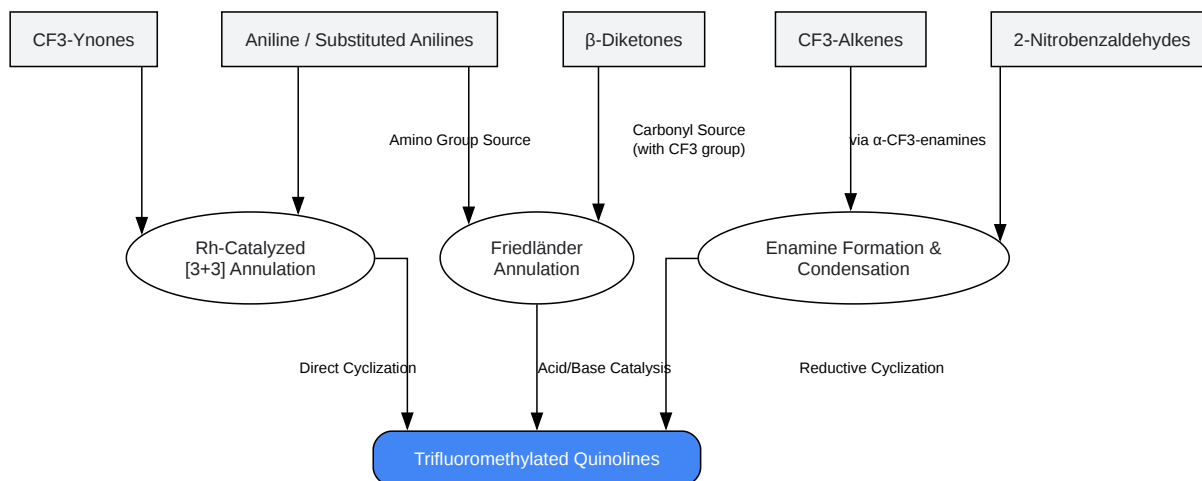 CF3-Ynones
Aniline / Substituted Anilines
β-Diketones
CF3-Alkenes
2-Nitrobenzaldehydes
Amino Group Source
Carbonyl Source
(with CF3 group)
via α-CF3-enamines
Rh-Catalyzed
[3+3] Annulation
Friedländer
Annulation
Enamine Formation &
Condensation
Direct Cyclization
Acid/Base Catalysis
Reductive Cyclization
Trifluoromethylated Quinolines